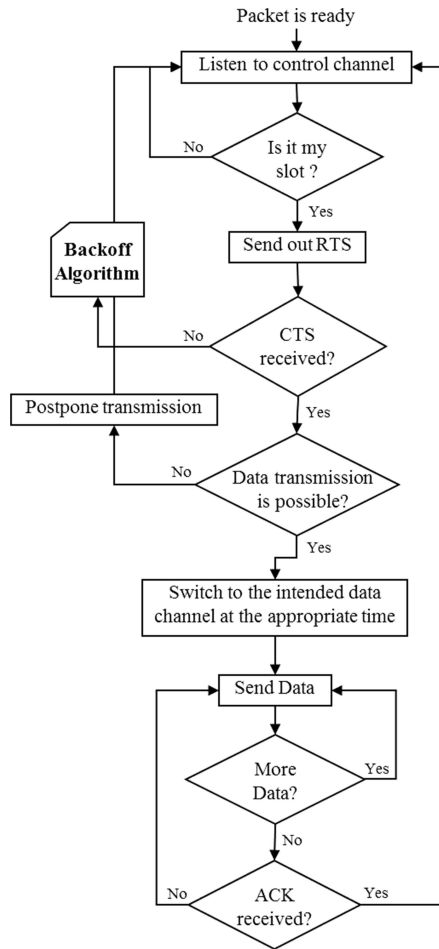 Packet is ready
Listen to control channel
No
Is it my
slot ?
Yes
Send out RTS
Backoff
Algorithm
No
CTS
received?
Yes
Postpone transmission
No
Data transmission
is possible?
Yes
Switch to the intended data
channel at the appropriate time
Send Data
More
Data?
Yes
No
No
ACK
received?
Yes